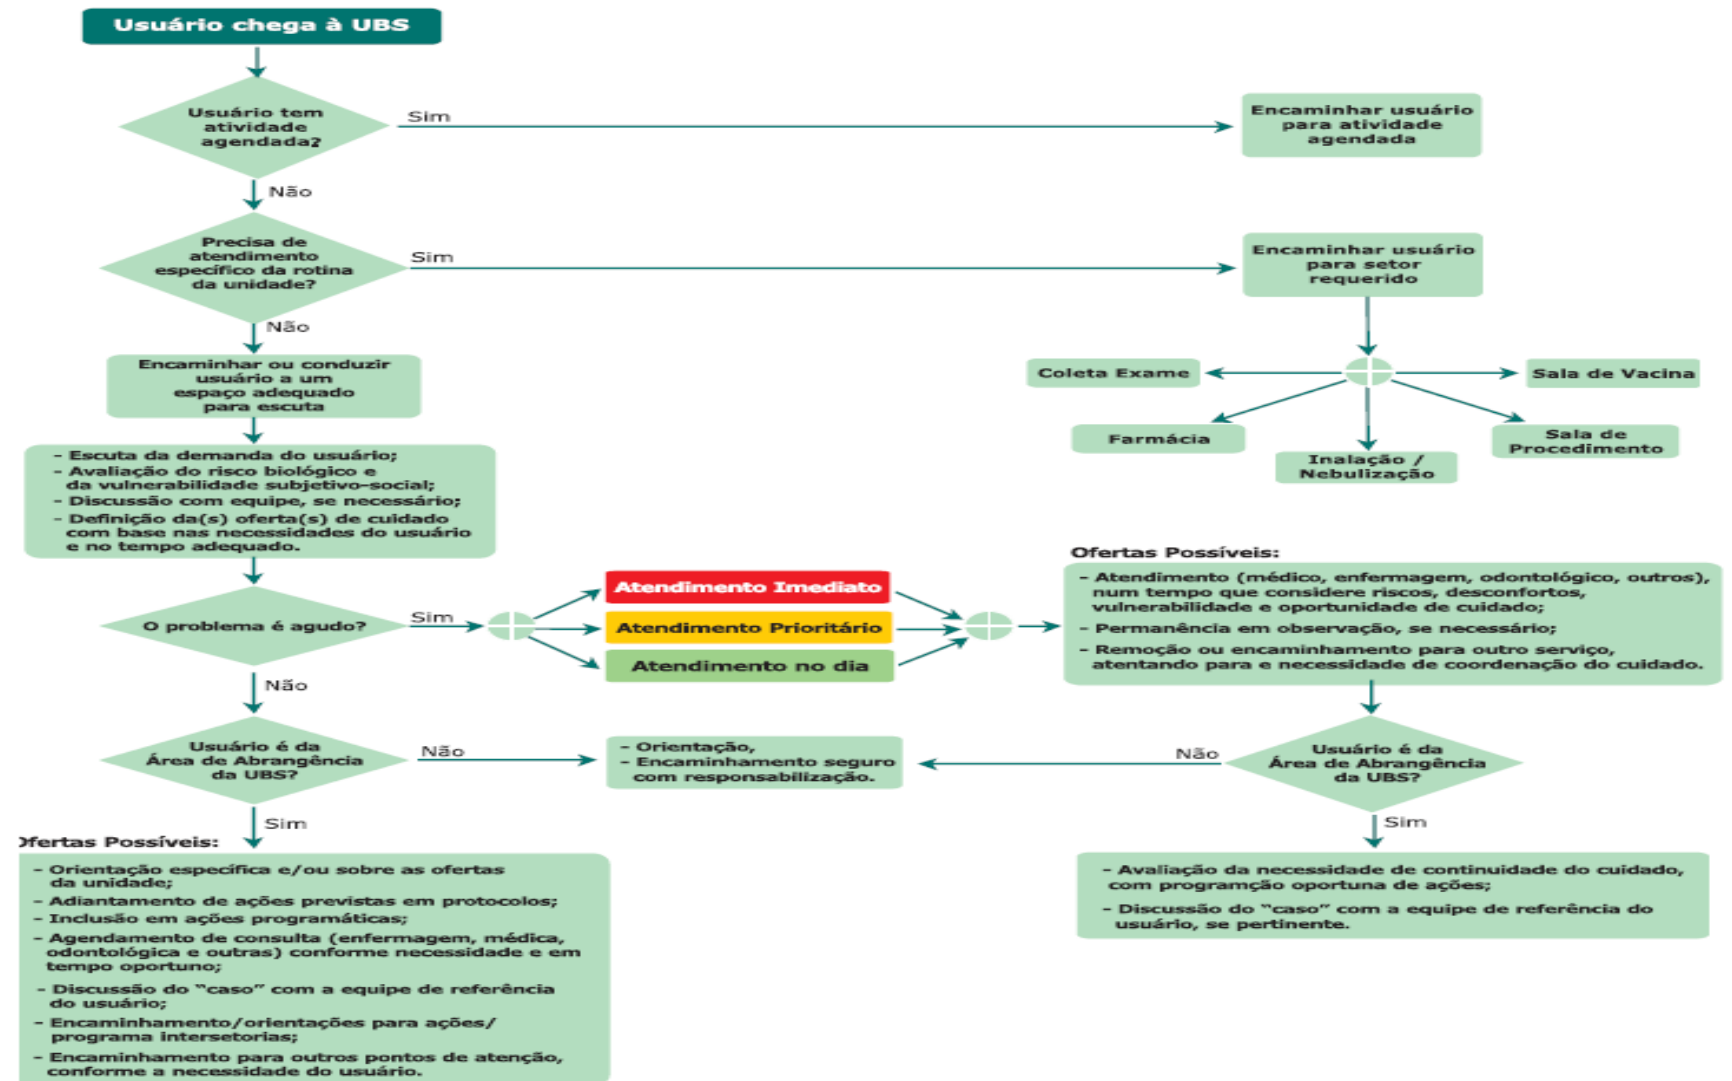 Usuário chega à UBS
Usuário tem
atividade
agendada?
Sim
Encaminhar usuário
para atividade
agendada
Não
Precisa de
atendimento
específico da rotina
da unidade?
Sim
Encaminhar usuário
para setor
requerido
Não
Encaminhar ou conduzir
usuário a um
espaço adequado
para escuta
Coleta Exame
Sala de Vacina
Farmácia
Sala de
Procedimento
Inalação /
Nebulização
- Escuta da demanda do usuário;
- Avaliação do risco biológico e
da vulnerabilidade subjetivo-social;
- Discussão com equipe, se necessário;
- Definição da(s) oferta(s) de cuidado
com base nas necessidades do usuário
e no tempo adequado.
O problema é agudo?
Sim
Atendimento Imediato
Atendimento Prioritário
Atendimento no dia
Ofertas Possíveis:
- Atendimento (médico, enfermagem, odontológico, outros),
num tempo que considere riscos, desconfortos,
vulnerabilidade e oportunidade de cuidado;
- Permanência em observação, se necessário;
- Remoção ou encaminhamento para outro serviço,
atentando para e necessidade de coordenação do cuidado.
Não
Usuário é da
Área de Abrangência
da UBS?
Não
- Orientação,
- Encaminhamento seguro
com responsabilização.
Não
Usuário é da
Área de Abrangência
da UBS?
Sim
Sim
Ofertas Possíveis:
- Orientação específica e/ou sobre as ofertas
da unidade;
- Adiantamento de ações previstas em protocolos;
- Inclusão em ações programáticas;
- Agendamento de consulta (enfermagem, médica,
odontológica e outras) conforme necessidade e em
tempo oportuno;
- Discussão do “caso” com a equipe de referência
do usuário;
- Encaminhamento/orientações para ações/
programa intersetorias;
- Encaminhamento para outros pontos de atenção,
conforme a necessidade do usuário.
- Avaliação da necessidade de continuidade do cuidado,
com programção oportuna de ações;
- Discussão do “caso” com a equipe de referência do
usuário, se pertinente.